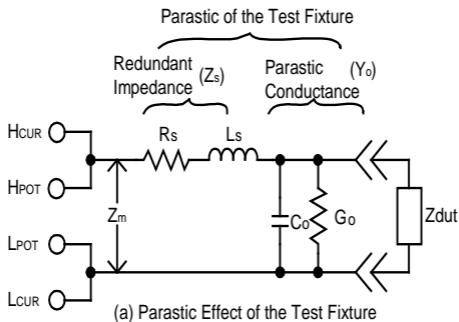 Parastic of the Test Fixture
Redundant
Impedance (Zs)
Parastic
Conductance
(Yo)
HCUR
HPOT
LPOT
LCUR
Rs
Ls
Zm
Co
Go
Zdut
(a) Parastic Effect of the Test Fixture